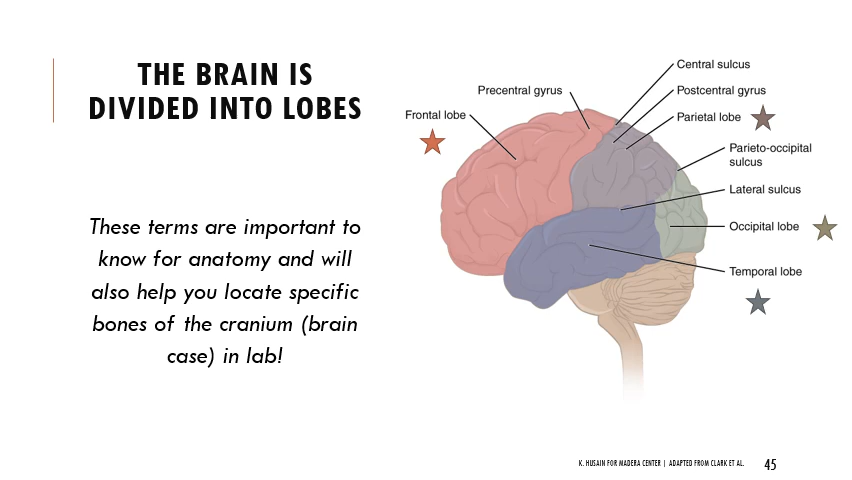 THE BRAIN IS
DIVIDED INTO LOBES
These terms are important to
know for anatomy and will
also help you locate specific
bones of the cranium (brain
case) in lab!
Central sulcus
Precentral gyrus
Postcentral gyrus
Frontal lobe
Parietal lobe
Parieto-occipital
sulcus
Lateral sulcus
Occipital lobe
Temporal lobe
K. HUSAIN FOR MADERA CENTER | ADAPTED FROM CLARK ET AL.
45